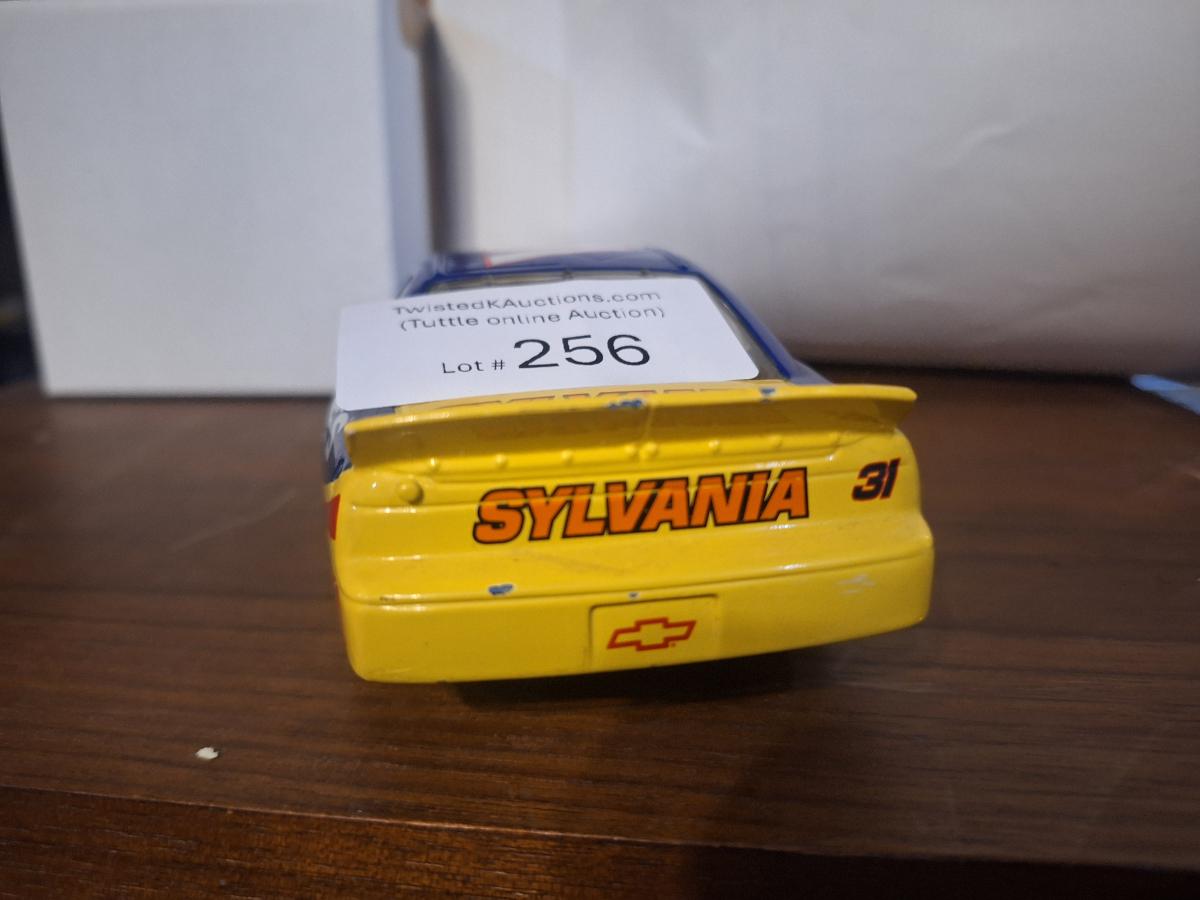 TwistedKAuctions.com
(Tuttle online Auction)
Lot # 256
SYLVANIA
31